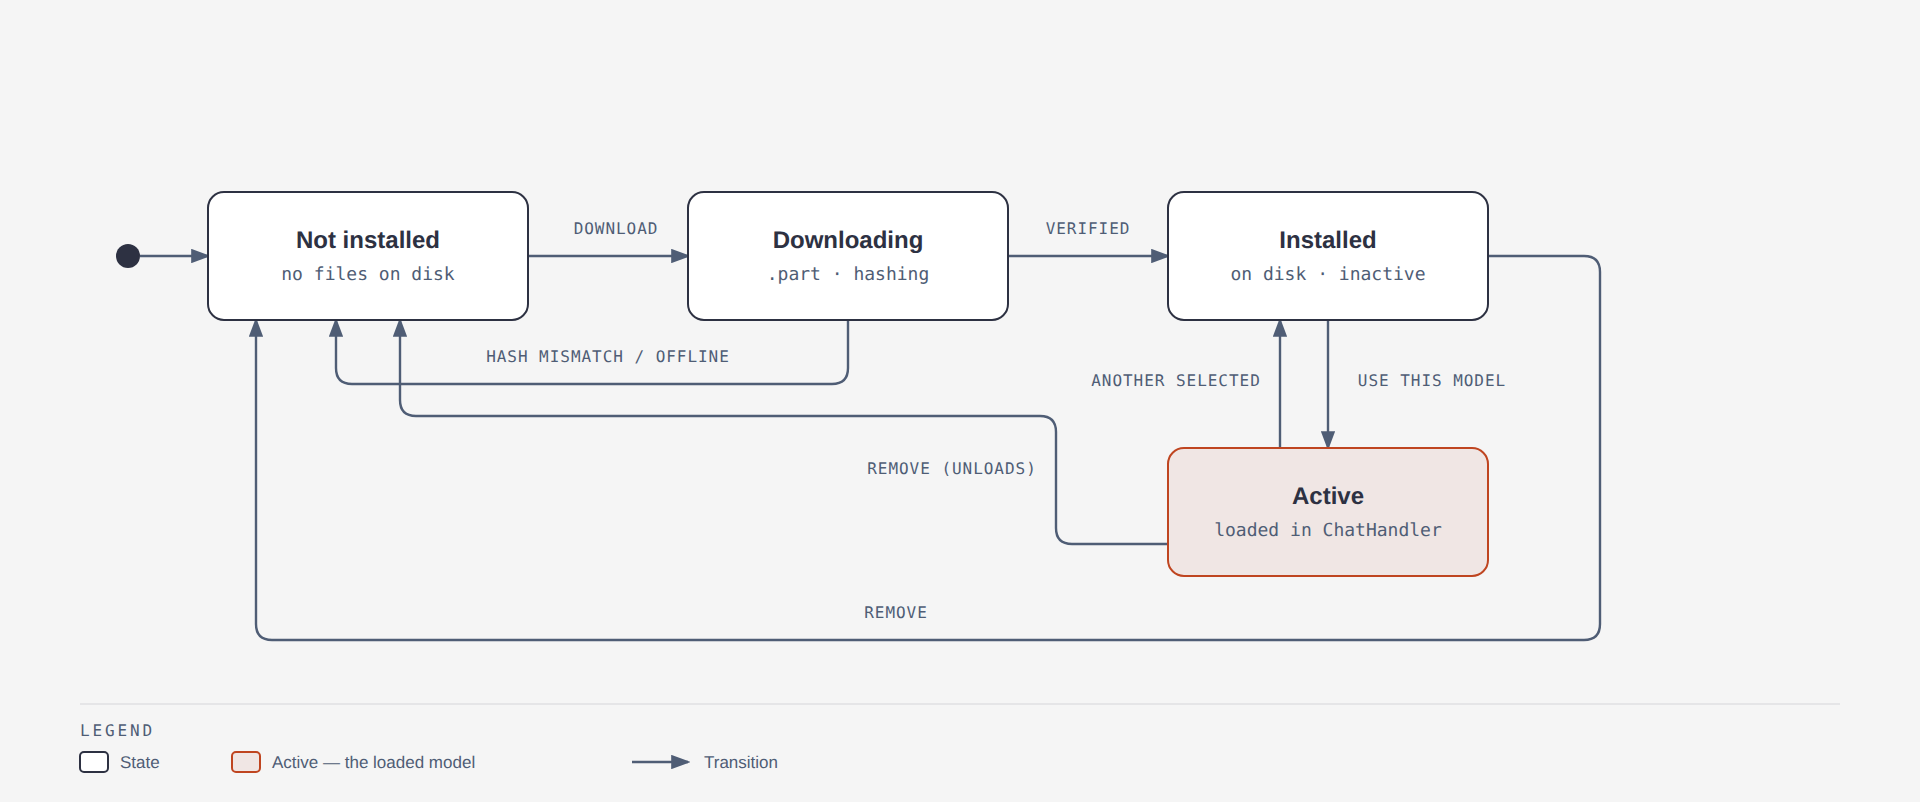 Not installed
no files on disk
DOWNLOAD
Downloading
.part · hashing
VERIFIED
Installed
on disk · inactive
HASH MISMATCH / OFFLINE
ANOTHER SELECTED
USE THIS MODEL
REMOVE (UNLOADS)
Active
loaded in ChatHandler
REMOVE
LEGEND
State
Active — the loaded model
Transition